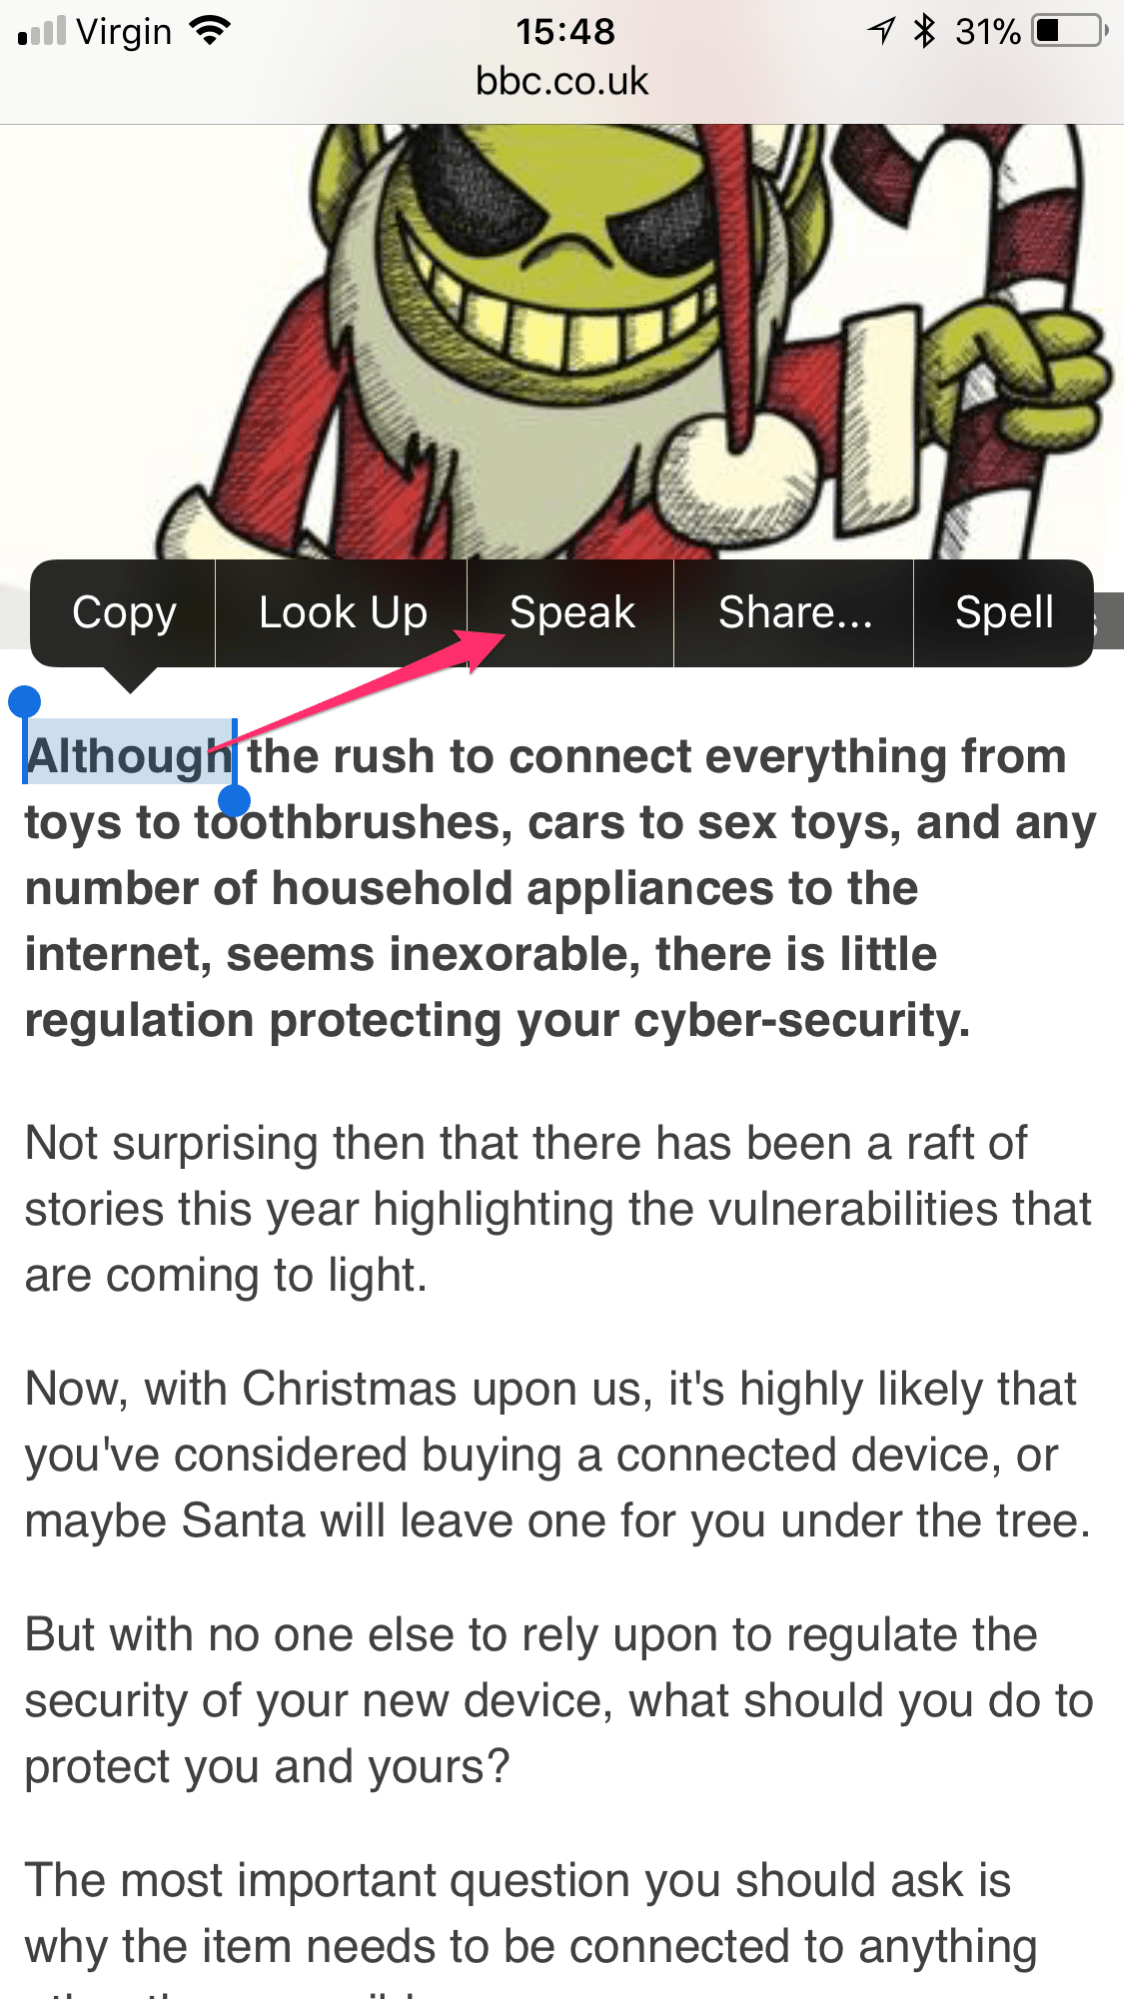 Virgin 15:48 31%
bbc.co.uk
Copy Look Up Speak Share... Spell
Although the rush to connect everything from
toys to toothbrushes, cars to sex toys, and any
number of household appliances to the
internet, seems inexorable, there is little
regulation protecting your cyber-security.
Not surprising then that there has been a raft of
stories this year highlighting the vulnerabilities that
are coming to light.
Now, with Christmas upon us, it's highly likely that
you've considered buying a connected device, or
maybe Santa will leave one for you under the tree.
But with no one else to rely upon to regulate the
security of your new device, what should you do to
protect you and yours?
The most important question you should ask is
why the item needs to be connected to anything